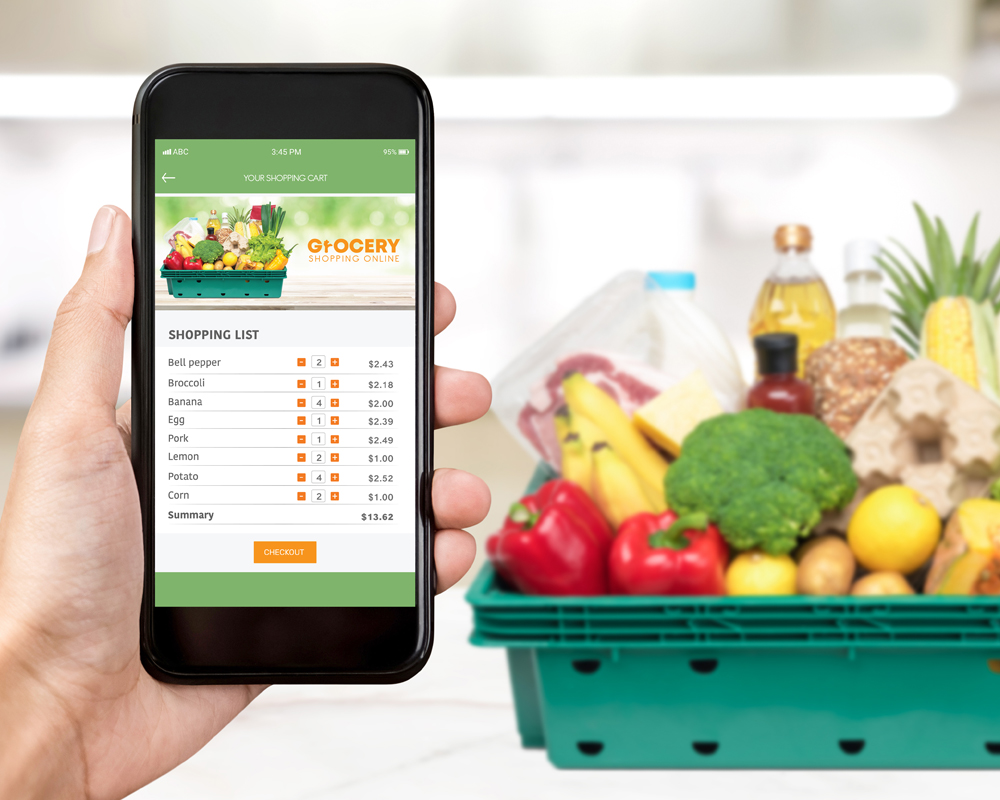 ABC 3:45 PM 95%
YOUR SHOPPING CART
GrOCERY
SHOPPING ONLINE
SHOPPING LIST
Bell pepper - 2 + $2.43
Broccoli - 1 + $2.18
Banana - 4 + $2.00
Egg - 1 + $2.39
Pork - 1 + $2.49
Lemon - 2 + $1.00
Potato - 4 + $2.52
Corn - 2 + $1.00
Summary $13.62
CHECKOUT